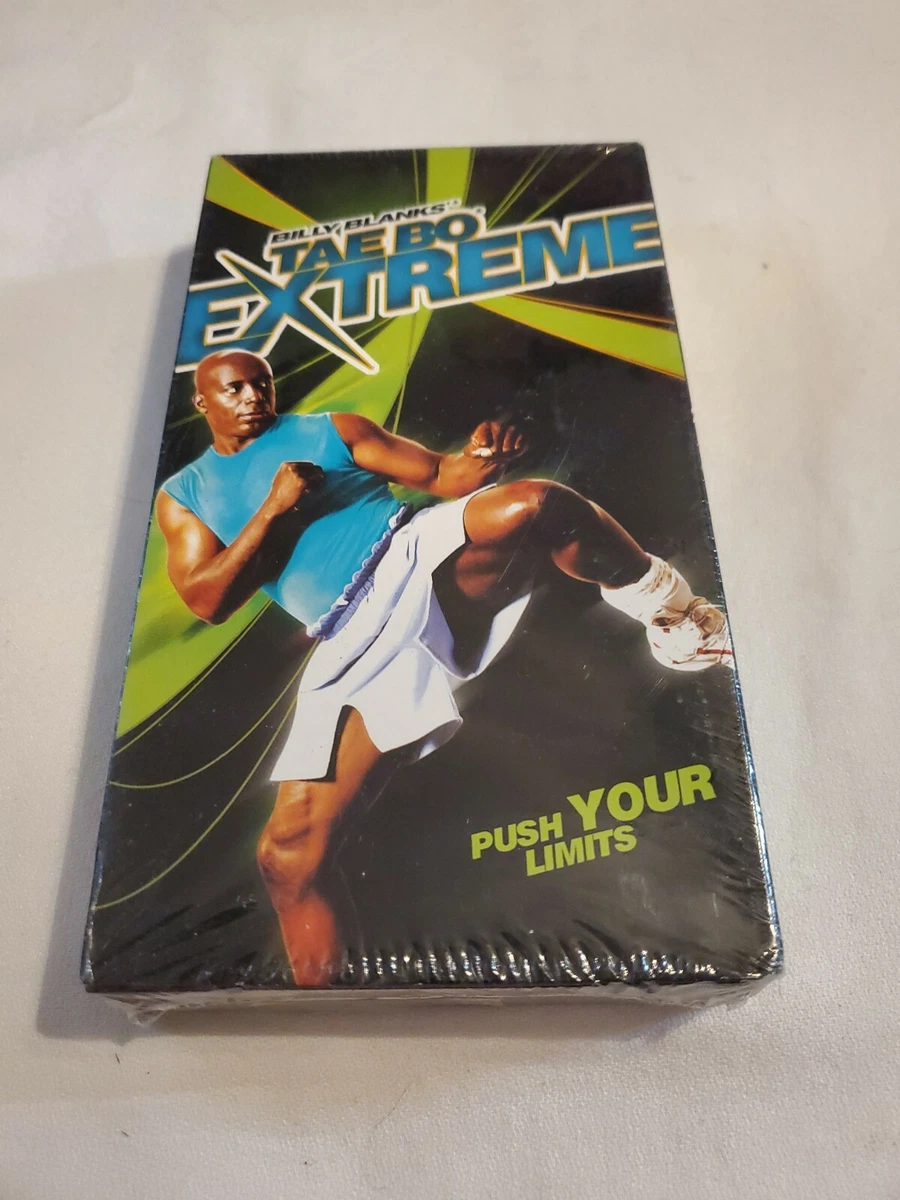 BILLY BLANKS'
TAE BO
EXTREME
PUSH YOUR
LIMITS